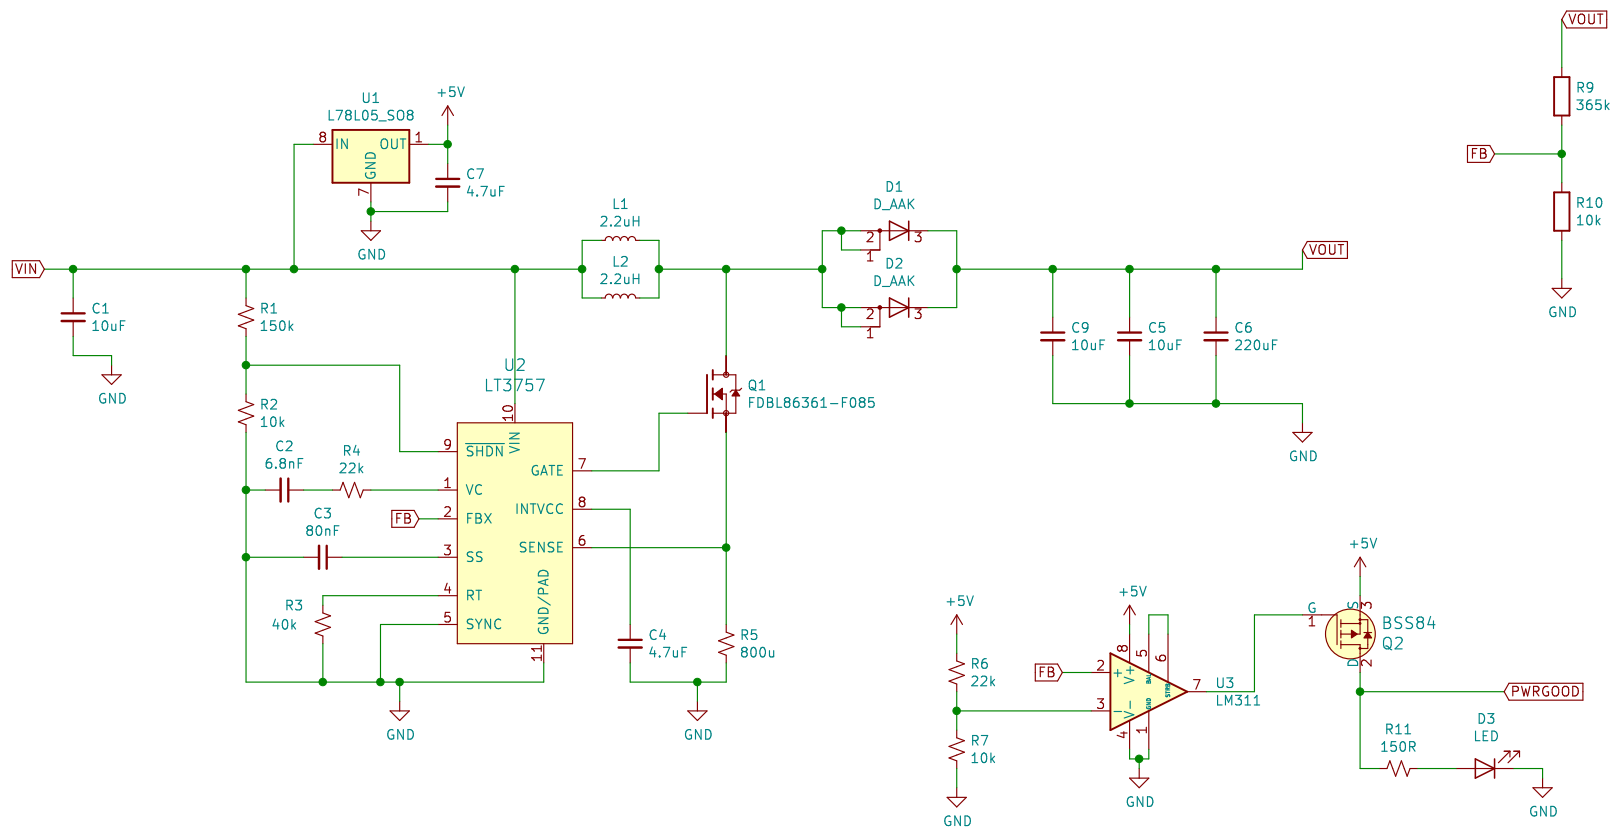 VOUT
R9
365k
FB
R10
10k
GND
+5V
U1
L78L05_SO8
8
IN
OUT
1
GND
7
C7
4.7uF
GND
VIN
C1
10uF
GND
R1
150k
R2
10k
C2
6.8nF
R4
22k
C3
80nF
R3
40k
FB
U2
LT3757
10
VIN
9
SHDN
1
VC
2
FBX
3
SS
4
RT
5
SYNC
GATE
7
INTVCC
8
SENSE
6
GND/PAD
11
GND
L1
2.2uH
L2
2.2uH
Q1
FDBL86361-F085
C4
4.7uF
R5
800u
GND
D1
D_AAK
2
3
1
D2
D_AAK
2
3
1
VOUT
C9
10uF
C5
10uF
C6
220uF
GND
+5V
R6
22k
R7
10k
GND
FB
+5V
8
5
6
2
+
V+
BAL
STRB
3
-
V-
GND
4
1
7
U3
LM311
GND
+5V
G
1
S
3
D
2
BSS84
Q2
PWRGOOD
R11
150R
D3
LED
GND